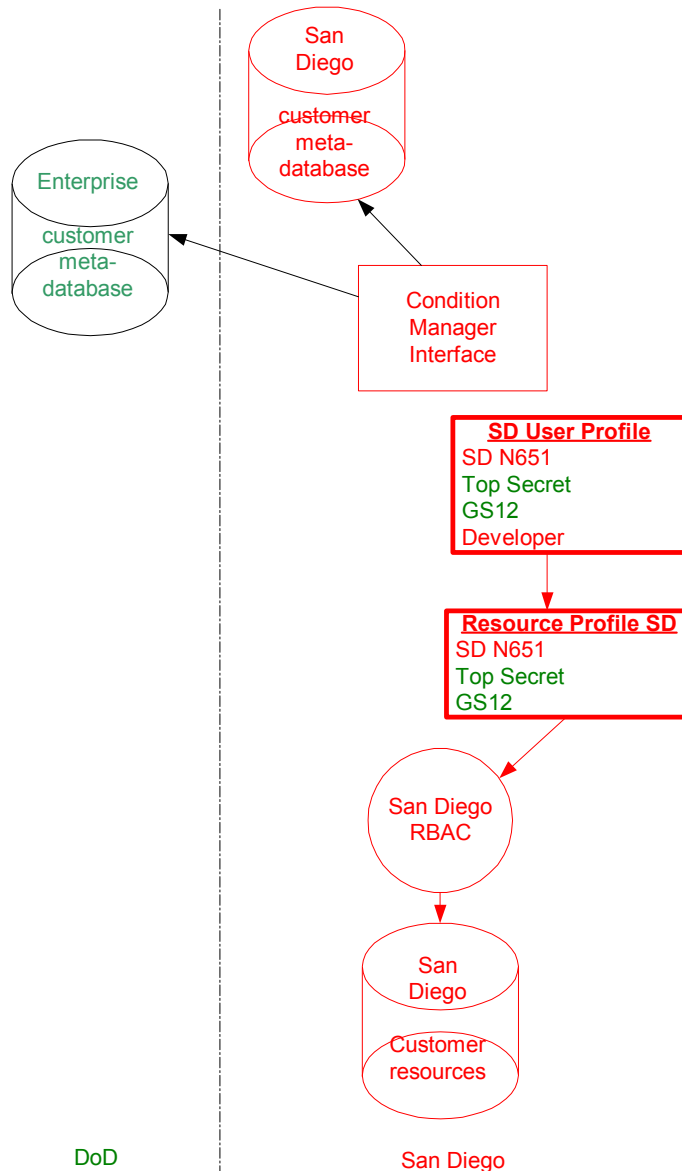 San
Diego
customer
meta-
database
Enterprise
customer
meta-
database
Condition
Manager
Interface
SD User Profile
SD N651
Top Secret
GS12
Developer
Resource Profile SD
SD N651
Top Secret
GS12
San Diego
RBAC
San
Diego
Customer
resources
DoD
San Diego